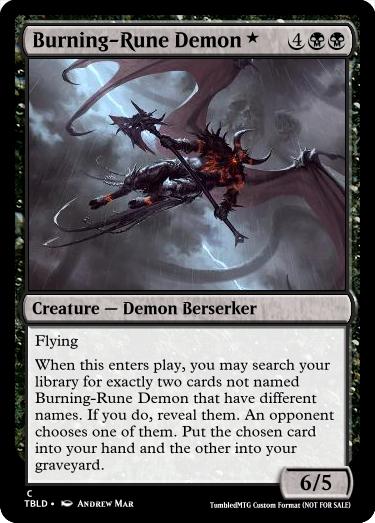 Burning-Rune Demon ★ 4
Creature — Demon Berserker
Flying
When this enters play, you may search your
library for exactly two cards not named
Burning-Rune Demon that have different
names. If you do, reveal them. An opponent
chooses one of them. Put the chosen card
into your hand and the other into your
graveyard.
6/5
C
TBLD • Andrew Mar
TumbledMTG Custom Format (NOT FOR SALE)